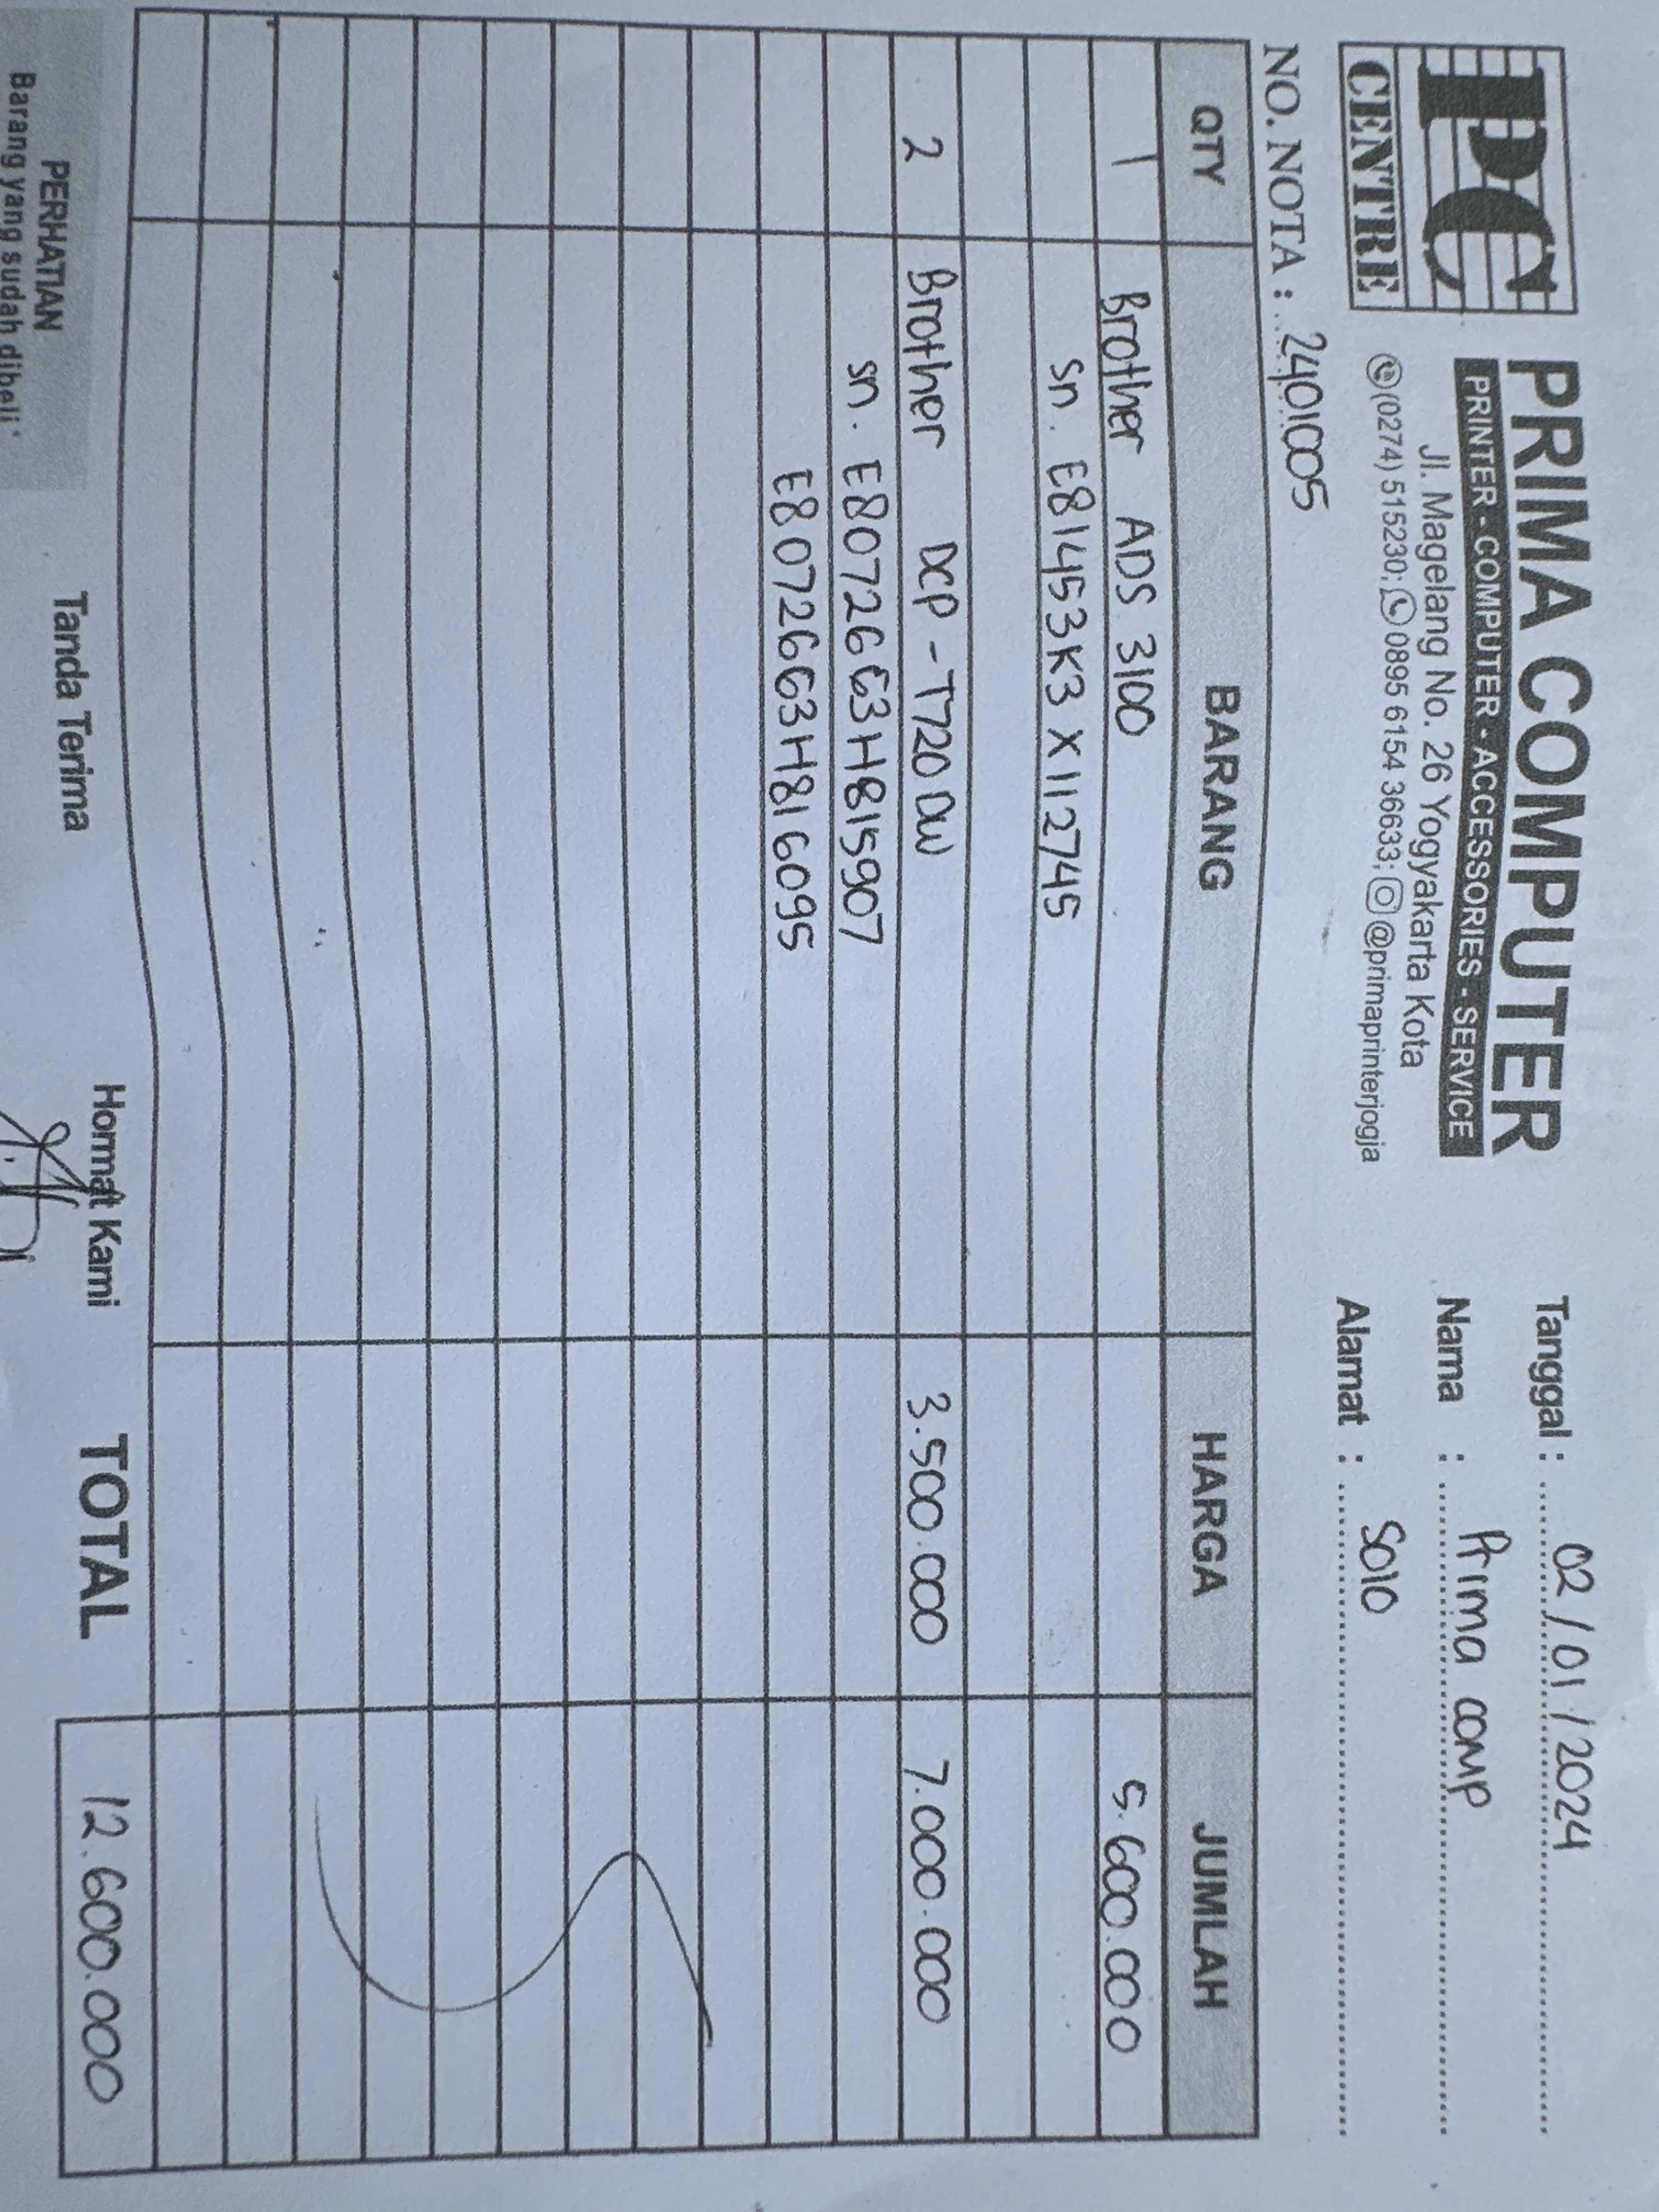 PC
CENTRE
PRIMA COMPUTER
PRINTER - COMPUTER - ACCESSORIES - SERVICE
Jl. Magelang No. 26 Yogyakarta Kota
(0274) 515230; 0895 6154 36633; @primaprinterjogja
Tanggal : 02/01/2024
Nama : Prima comp
Alamat : Solo
NO. NOTA : 2401005
QTY BARANG HARGA JUMLAH
1 Brother ADS 3100 5.600.000
sn. E81453K3X112745
2 Brother DCP-T720DW 3.500.000 7.000.000
sn. E80726G3H815907
E80726G3H816095
PERHATIAN
Barang yang sudah dibeli
Tanda Terima
Hormat Kami
TOTAL 12.600.000